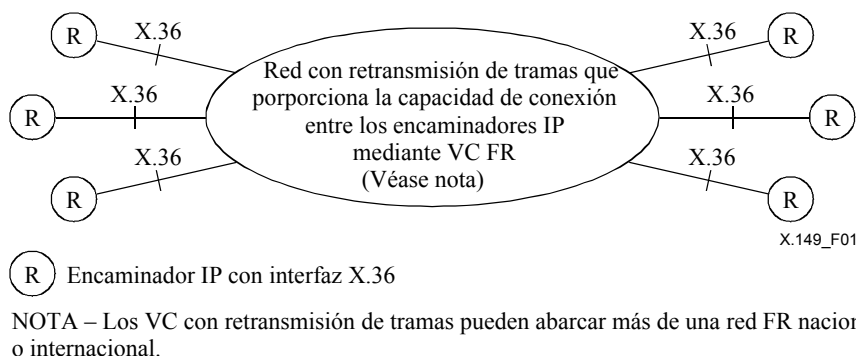 R X.36 X.36 R
Red con retransmisión de tramas que
R X.36 porporciona la capacidad de conexión X.36 R
entre los encaminadores IP
mediante VC FR
R X.36 (Véase nota) X.36 R
X.149_F01
R Encaminador IP con interfaz X.36
NOTA – Los VC con retransmisión de tramas pueden abarcar más de una red FR nacion
o internacional.